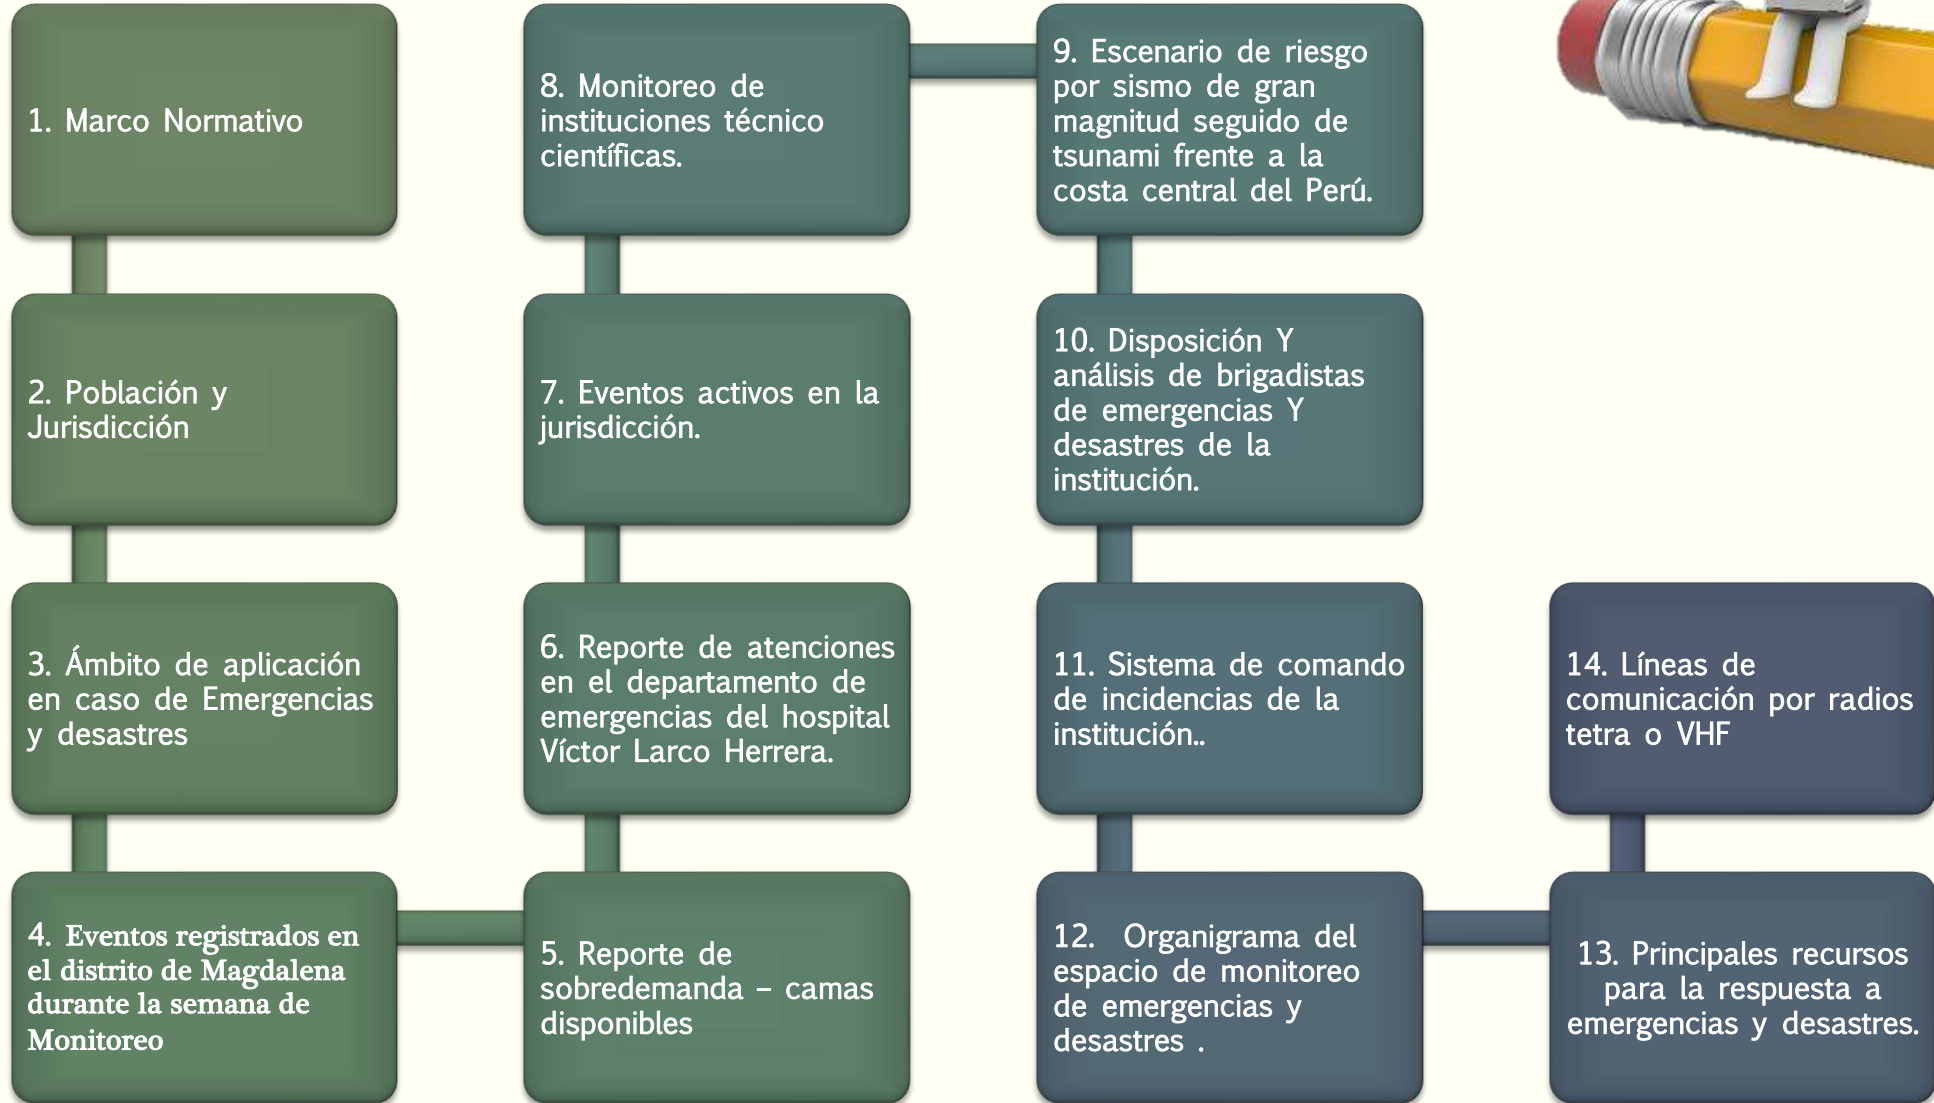 1. Marco Normativo
2. Población y
Jurisdicción
3. Ámbito de aplicación
en caso de Emergencias
y desastres
4. Eventos registrados en
el distrito de Magdalena
durante la semana de
Monitoreo
5. Reporte de
sobredemanda – camas
disponibles
6. Reporte de atenciones
en el departamento de
emergencias del hospital
Víctor Larco Herrera.
7. Eventos activos en la
jurisdicción.
8. Monitoreo de
instituciones técnico
científicas.
9. Escenario de riesgo
por sismo de gran
magnitud seguido de
tsunami frente a la
costa central del Perú.
10. Disposición Y
análisis de brigadistas
de emergencias Y
desastres de la
institución.
11. Sistema de comando
de incidencias de la
institución..
12. Organigrama del
espacio de monitoreo
de emergencias y
desastres .
13. Principales recursos
para la respuesta a
emergencias y desastres.
14. Líneas de
comunicación por radios
tetra o VHF